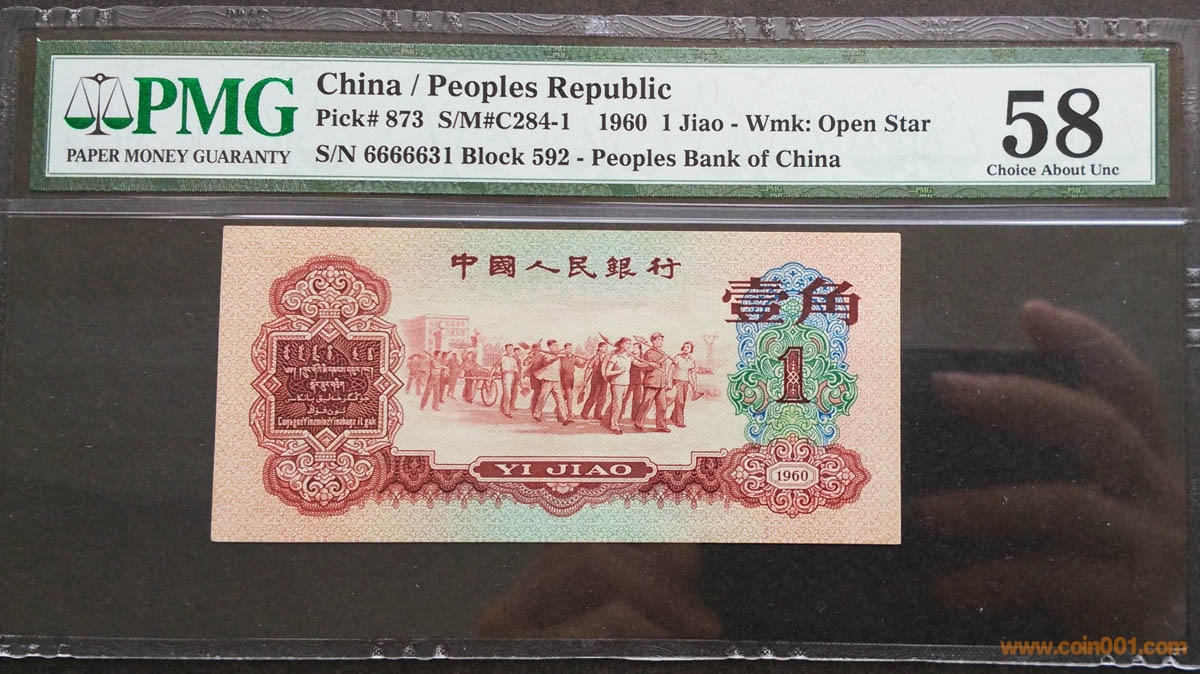 PMG
PAPER MONEY GUARANTY
China / Peoples Republic
Pick# 873 S/M#C284-1 1960 1 Jiao - Wmk: Open Star
S/N 6666631 Block 592 - Peoples Bank of China
58
Choice About Unc
中國人民銀行
壹角
1
YI JIAO
1960
www.coin001.com